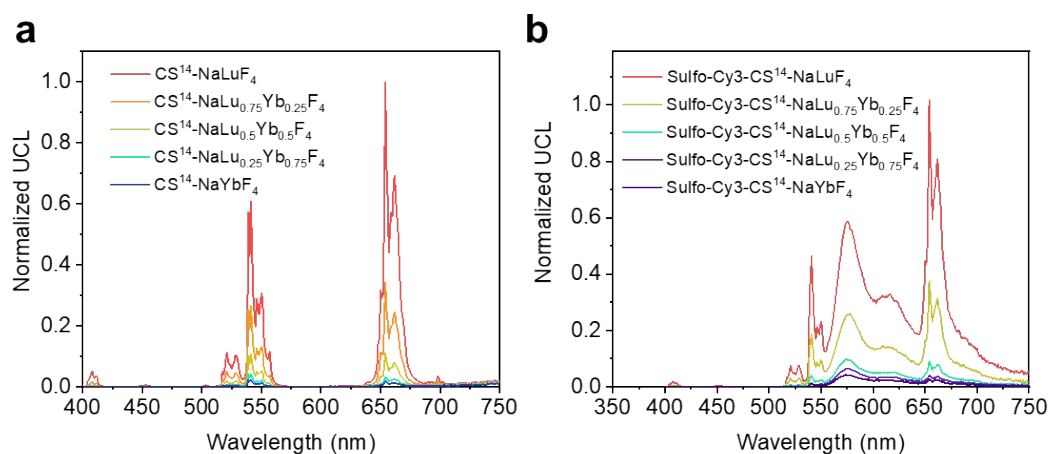 a
Normalized UCL
1.0
0.8
0.6
0.4
0.2
0.0
CS¹⁴-NaLuF₄
CS¹⁴-NaLu₀.₇₅Yb₀.₂₅F₄
CS¹⁴-NaLu₀.₅Yb₀.₅F₄
CS¹⁴-NaLu₀.₂₅Yb₀.₇₅F₄
CS¹⁴-NaYbF₄
400 450 500 550 600 650 700 750
Wavelength (nm)
b
Normalized UCL
1.0
0.8
0.6
0.4
0.2
0.0
Sulfo-Cy3-CS¹⁴-NaLuF₄
Sulfo-Cy3-CS¹⁴-NaLu₀.₇₅Yb₀.₂₅F₄
Sulfo-Cy3-CS¹⁴-NaLu₀.₅Yb₀.₅F₄
Sulfo-Cy3-CS¹⁴-NaLu₀.₂₅Yb₀.₇₅F₄
Sulfo-Cy3-CS¹⁴-NaYbF₄
350 400 450 500 550 600 650 700 750
Wavelength (nm)